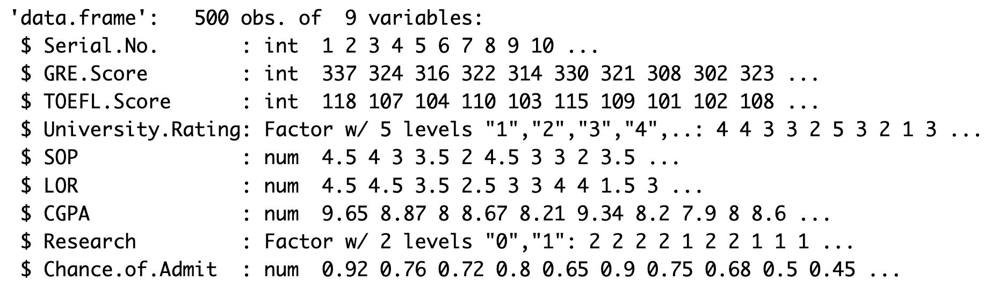 'data.frame':   500 obs. of  9 variables:
 $ Serial.No.       : int  1 2 3 4 5 6 7 8 9 10 ...
 $ GRE.Score        : int  337 324 316 322 314 330 321 308 302 323 ...
 $ TOEFL.Score      : int  118 107 104 110 103 115 109 101 102 108 ...
 $ University.Rating: Factor w/ 5 levels "1","2","3","4",..: 4 4 3 3 2 5 3 2 1 3 ...
 $ SOP              : num  4.5 4 3 3.5 2 4.5 3 3 2 3.5 ...
 $ LOR              : num  4.5 4.5 3.5 2.5 3 3 4 4 1.5 3 ...
 $ CGPA             : num  9.65 8.87 8 8.67 8.21 9.34 8.2 7.9 8 8.6 ...
 $ Research         : Factor w/ 2 levels "0","1": 2 2 2 2 1 2 2 1 1 1 ...
 $ Chance.of.Admit  : num  0.92 0.76 0.72 0.8 0.65 0.9 0.75 0.68 0.5 0.45 ...